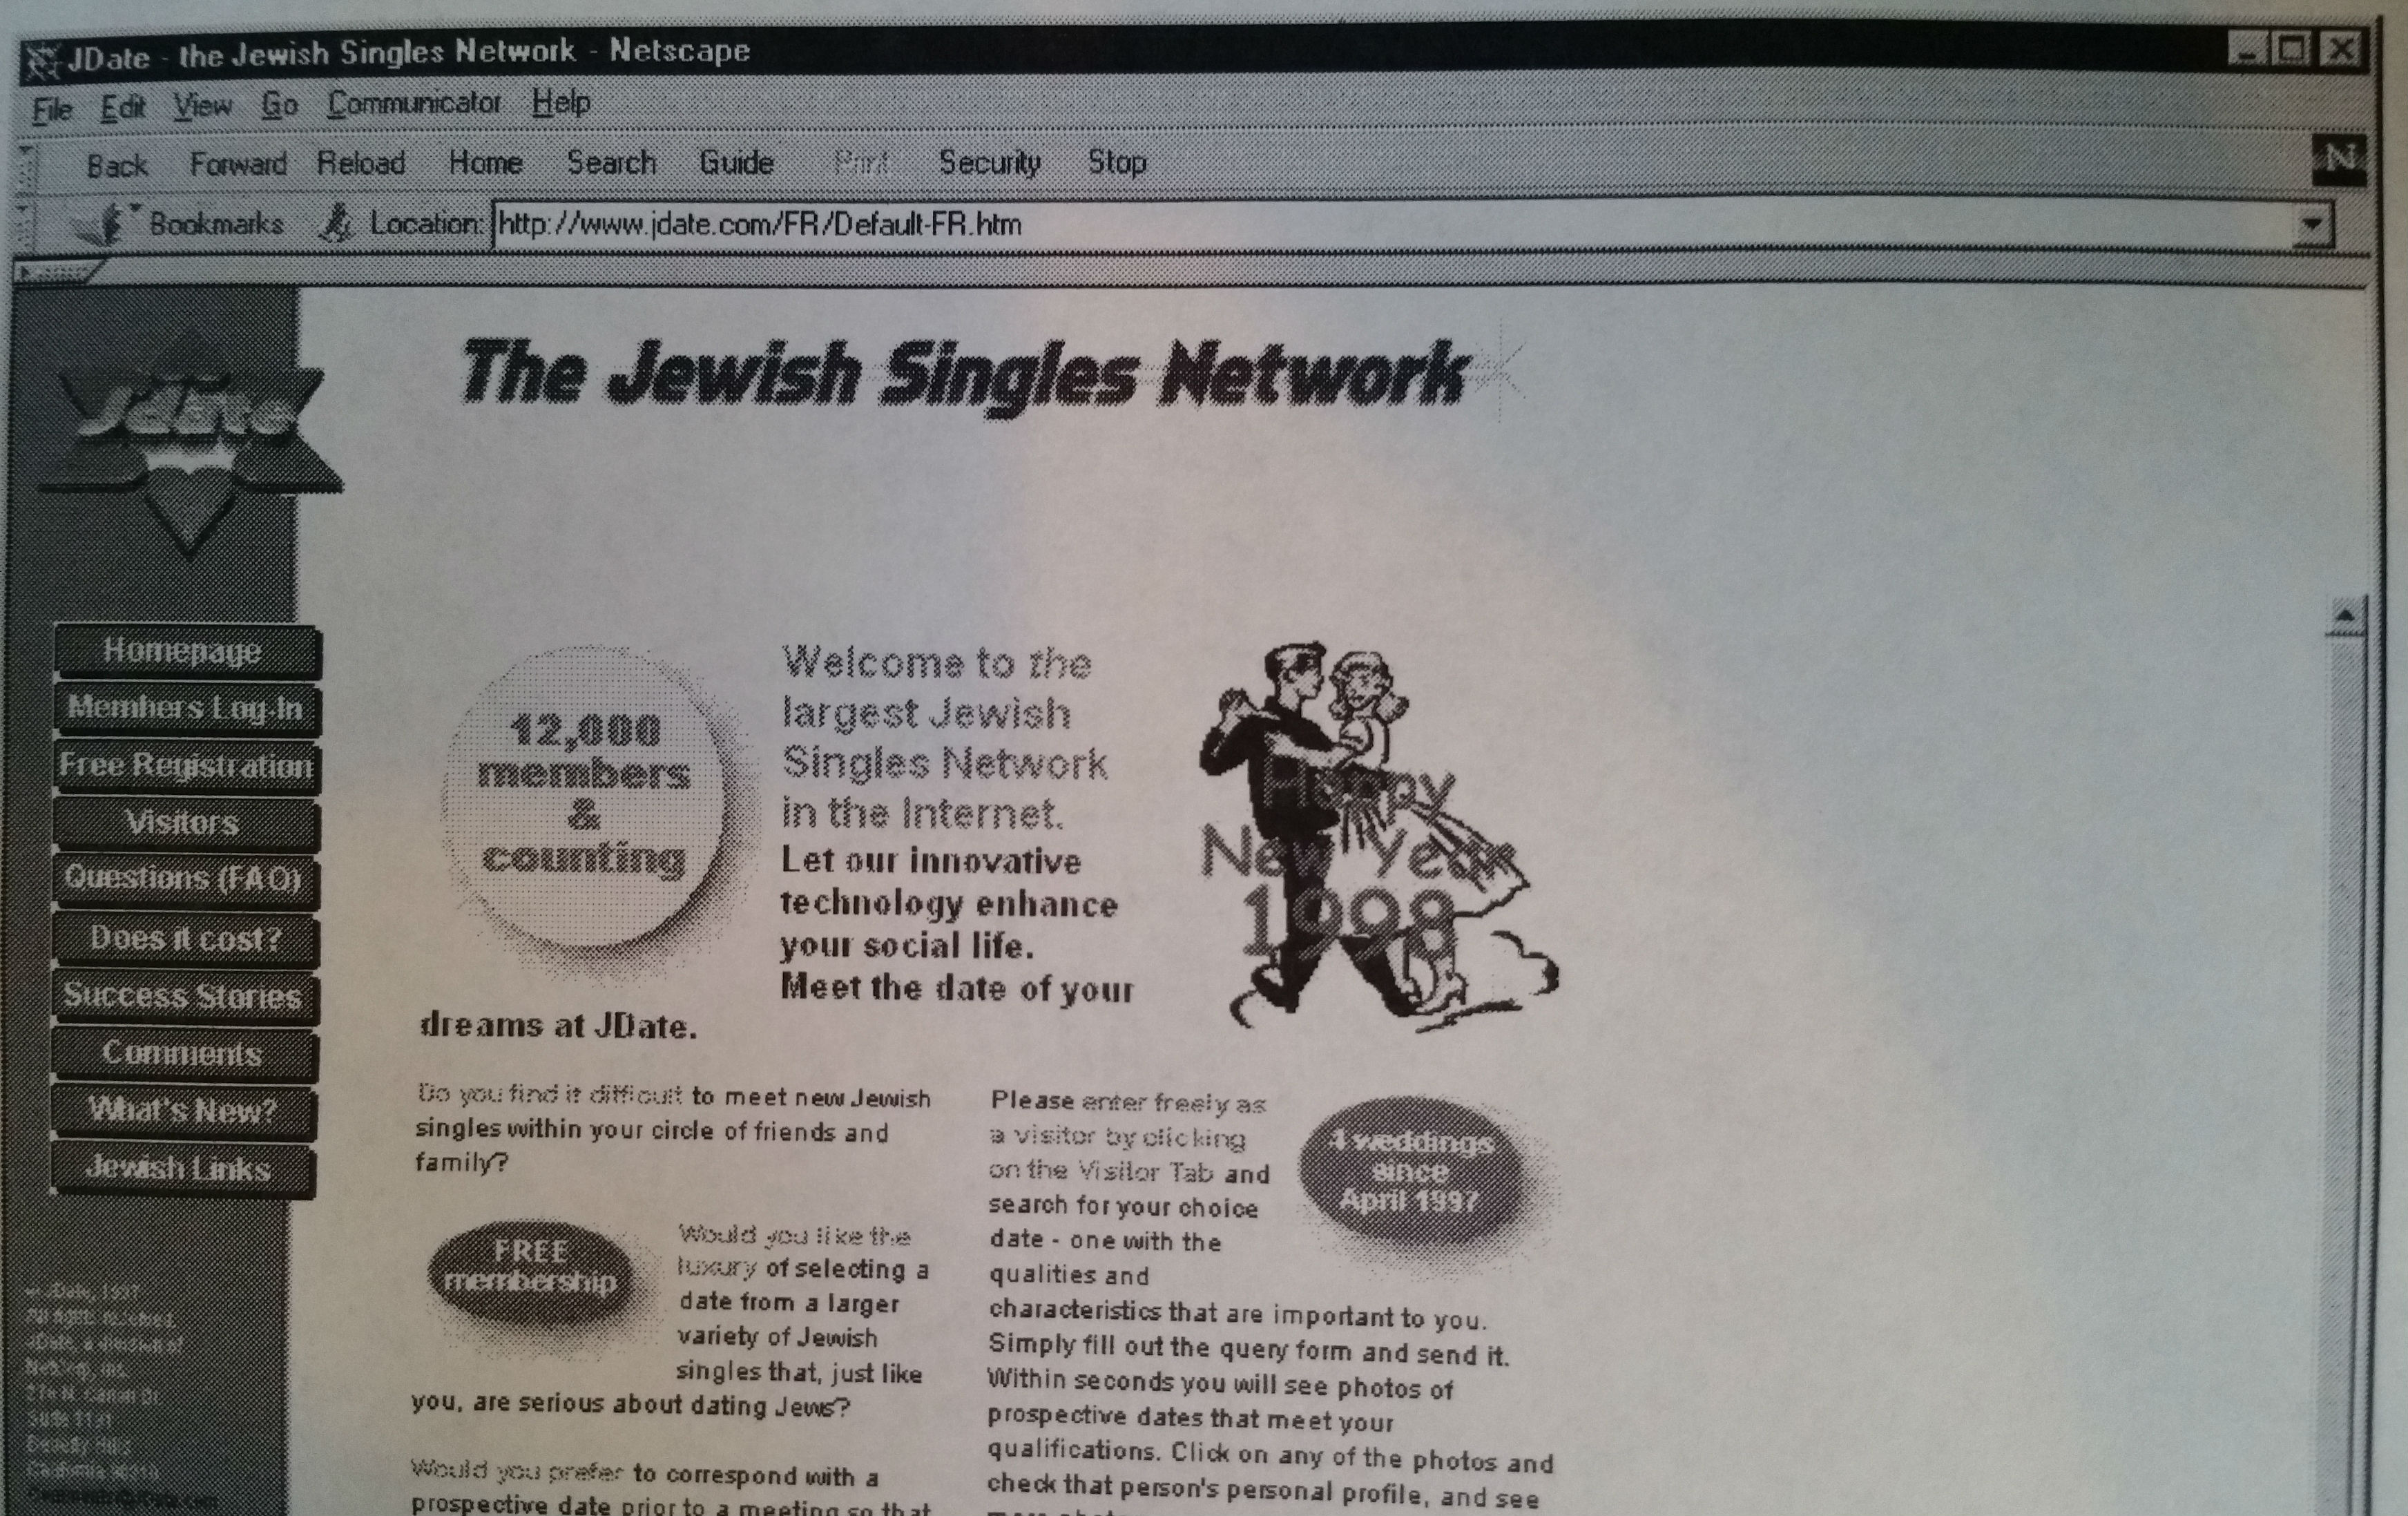 JDate - the Jewish Singles Network - Netscape
File Edit View Go Communicator Help
Back Forward Reload Home Search Guide Print Security Stop
N
Bookmarks Location: http://www.jdate.com/FR/Default-FR.htm
Jdate
The Jewish Singles Network
Homepage
Members Log-In
Free Registration
Visitors
Questions (FAQ)
Does it cost?
Success Stories
Comments
What's New?
Jewish Links
JDate, 1997
JDate, a division of
Beverly Hills
12,000
members
&
counting
Welcome to the
largest Jewish
Singles Network
in the Internet.
Let our innovative
technology enhance
your social life.
Meet the date of your
dreams at JDate.
Happy
New Year
1998
Do you find it difficult to meet new Jewish
singles within your circle of friends and
family?
FREE
membership
Would you like the
luxury of selecting a
date from a larger
variety of Jewish
singles that, just like
you, are serious about dating Jews?
Would you prefer to correspond with a
prospective date prior to a meeting so that
Please enter freely as
a visitor by clicking
on the Visitor Tab and
search for your choice
date - one with the
qualities and
characteristics that are important to you.
Simply fill out the query form and send it.
Within seconds you will see photos of
prospective dates that meet your
qualifications. Click on any of the photos and
check that person's personal profile, and see
4 weddings
since
April 1997